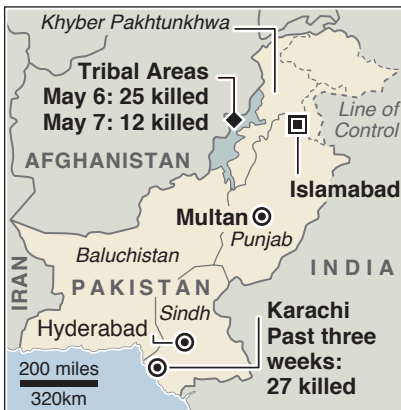 Khyber Pakhtunkhwa
Tribal Areas
May 6: 25 killed
May 7: 12 killed
Line of
Control
AFGHANISTAN
Islamabad
Multan
Punjab
Baluchistan
INDIA
IRAN
PAKISTAN
Sindh
Hyderabad
Karachi
Past three
weeks:
27 killed
200 miles
320km